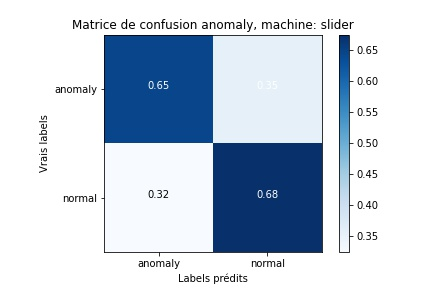 Matrice de confusion anomaly, machine: slider
Vrais labels
anomaly
normal
0.65 0.35
0.32 0.68
anomaly normal
Labels prédits
0.65
0.60
0.55
0.50
0.45
0.40
0.35